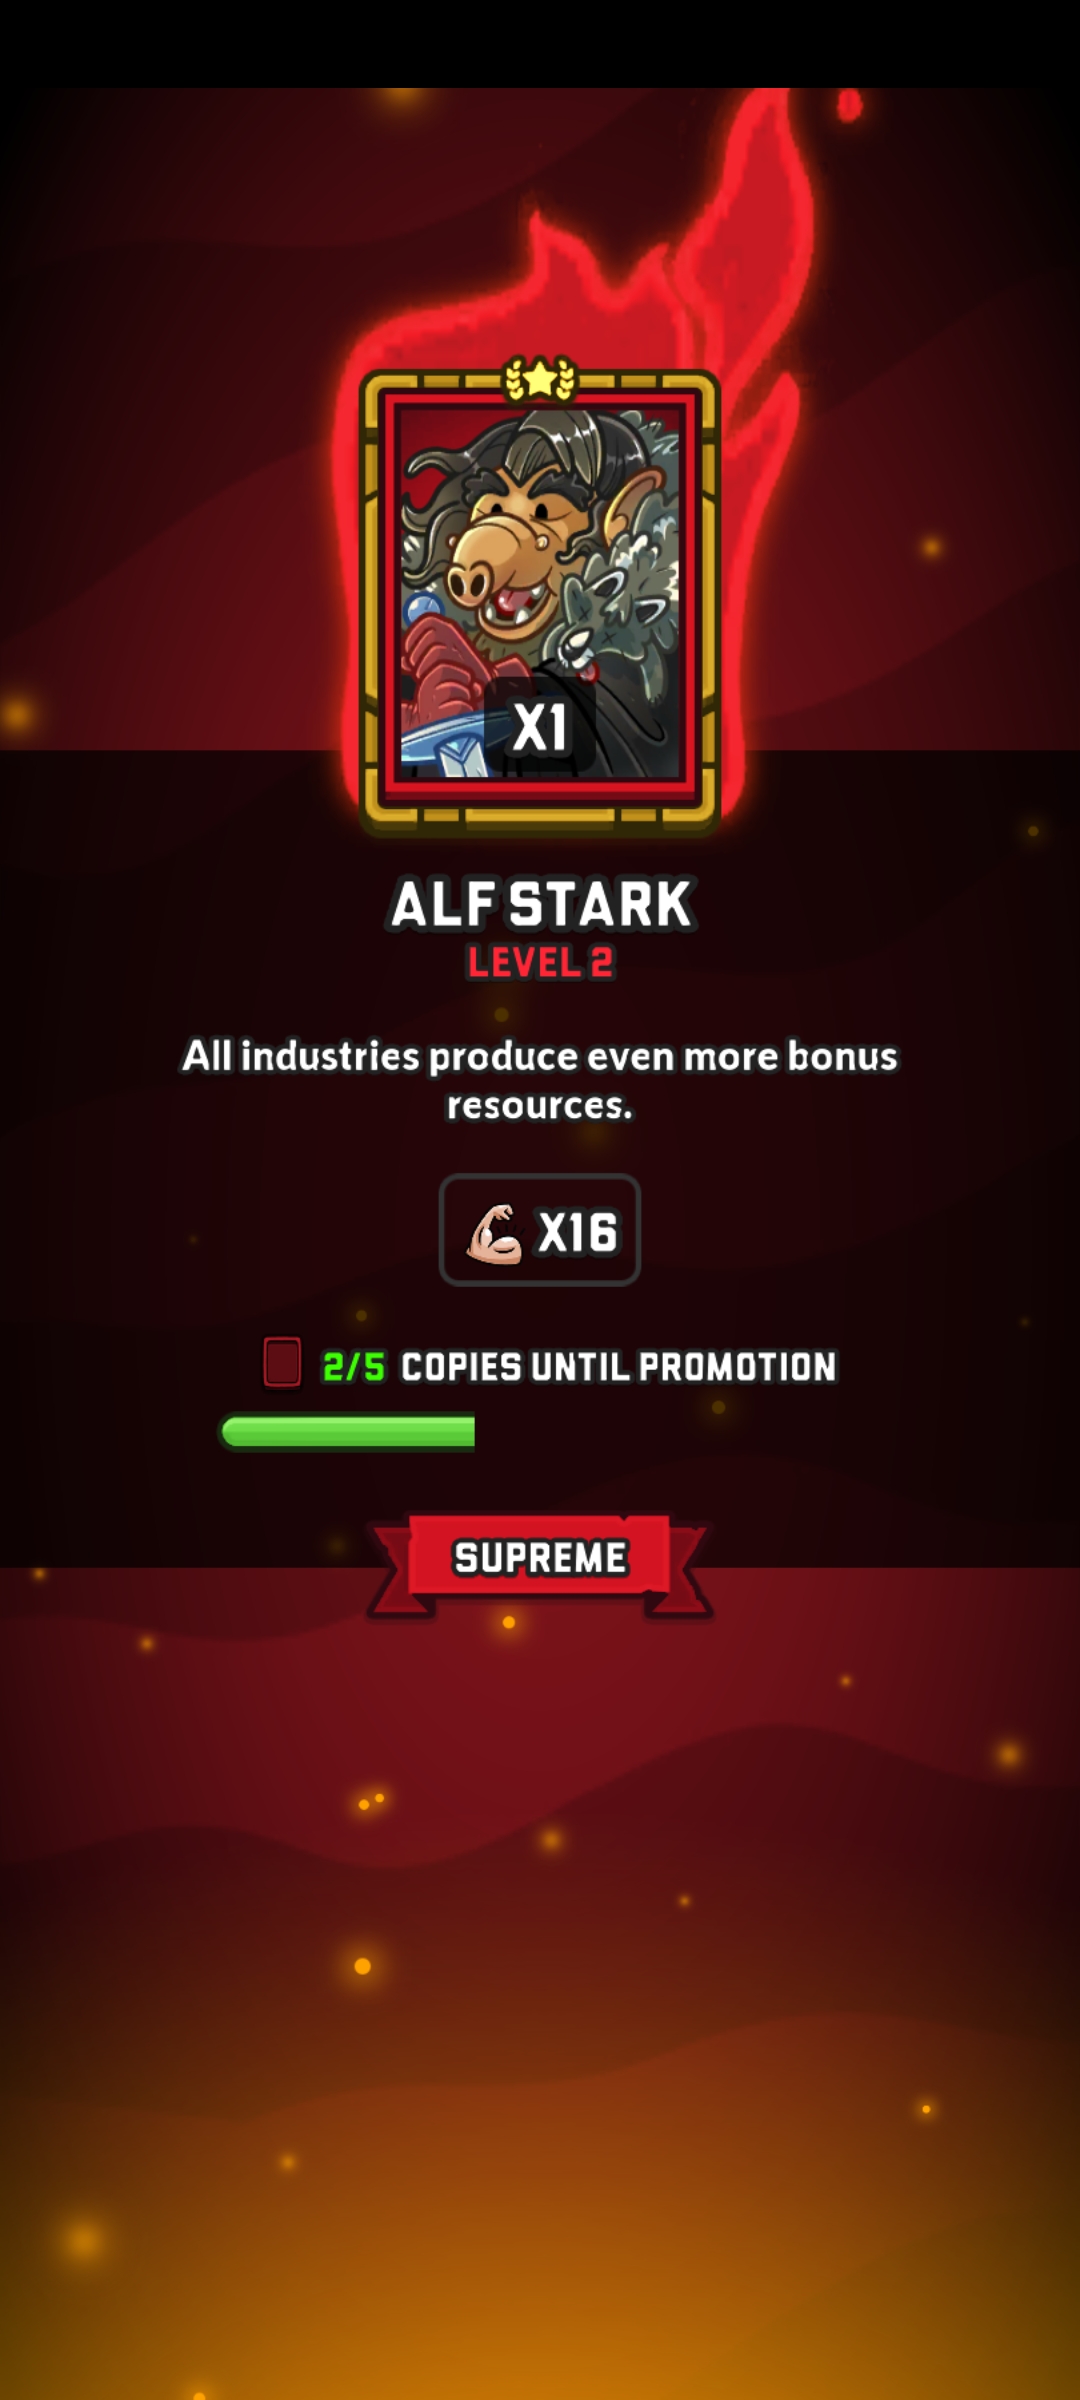 X1
ALF STARK
LEVEL 2
All industries produce even more bonus
resources.
X16
2/5 COPIES UNTIL PROMOTION
SUPREME